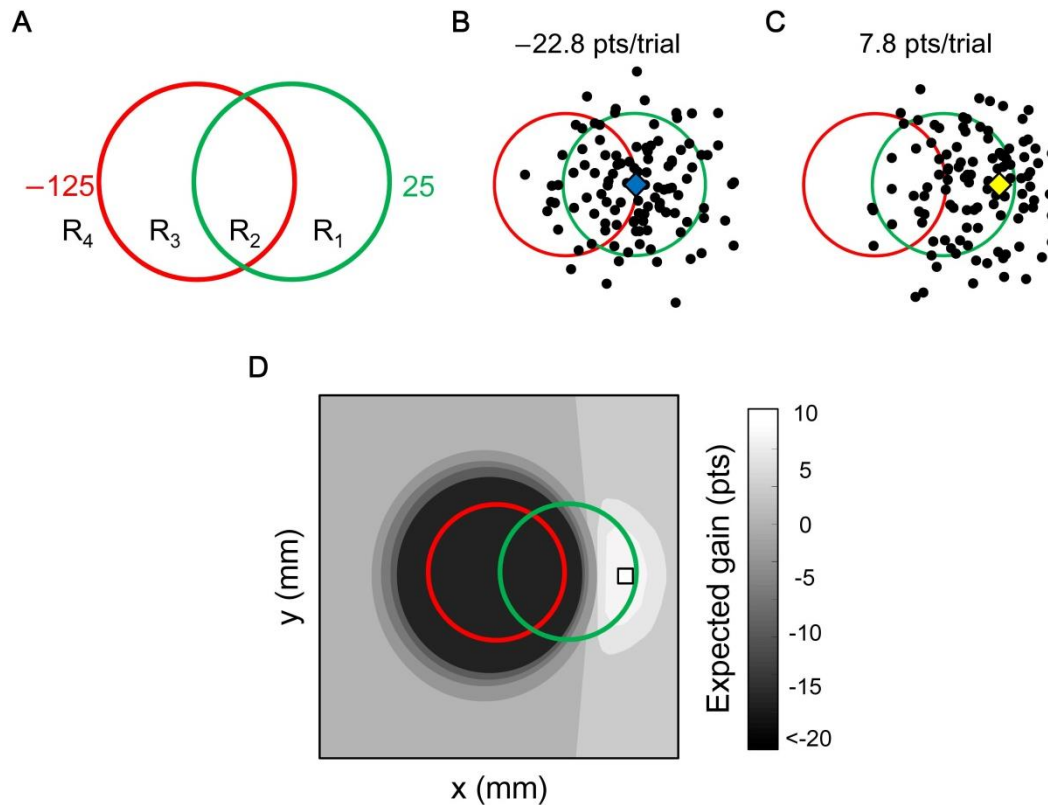 A
B
C
−22.8 pts/trial
7.8 pts/trial
−125
25
R4
R3
R2
R1
D
y (mm)
x (mm)
Expected gain (pts)
10
5
0
-5
-10
-15
<-20